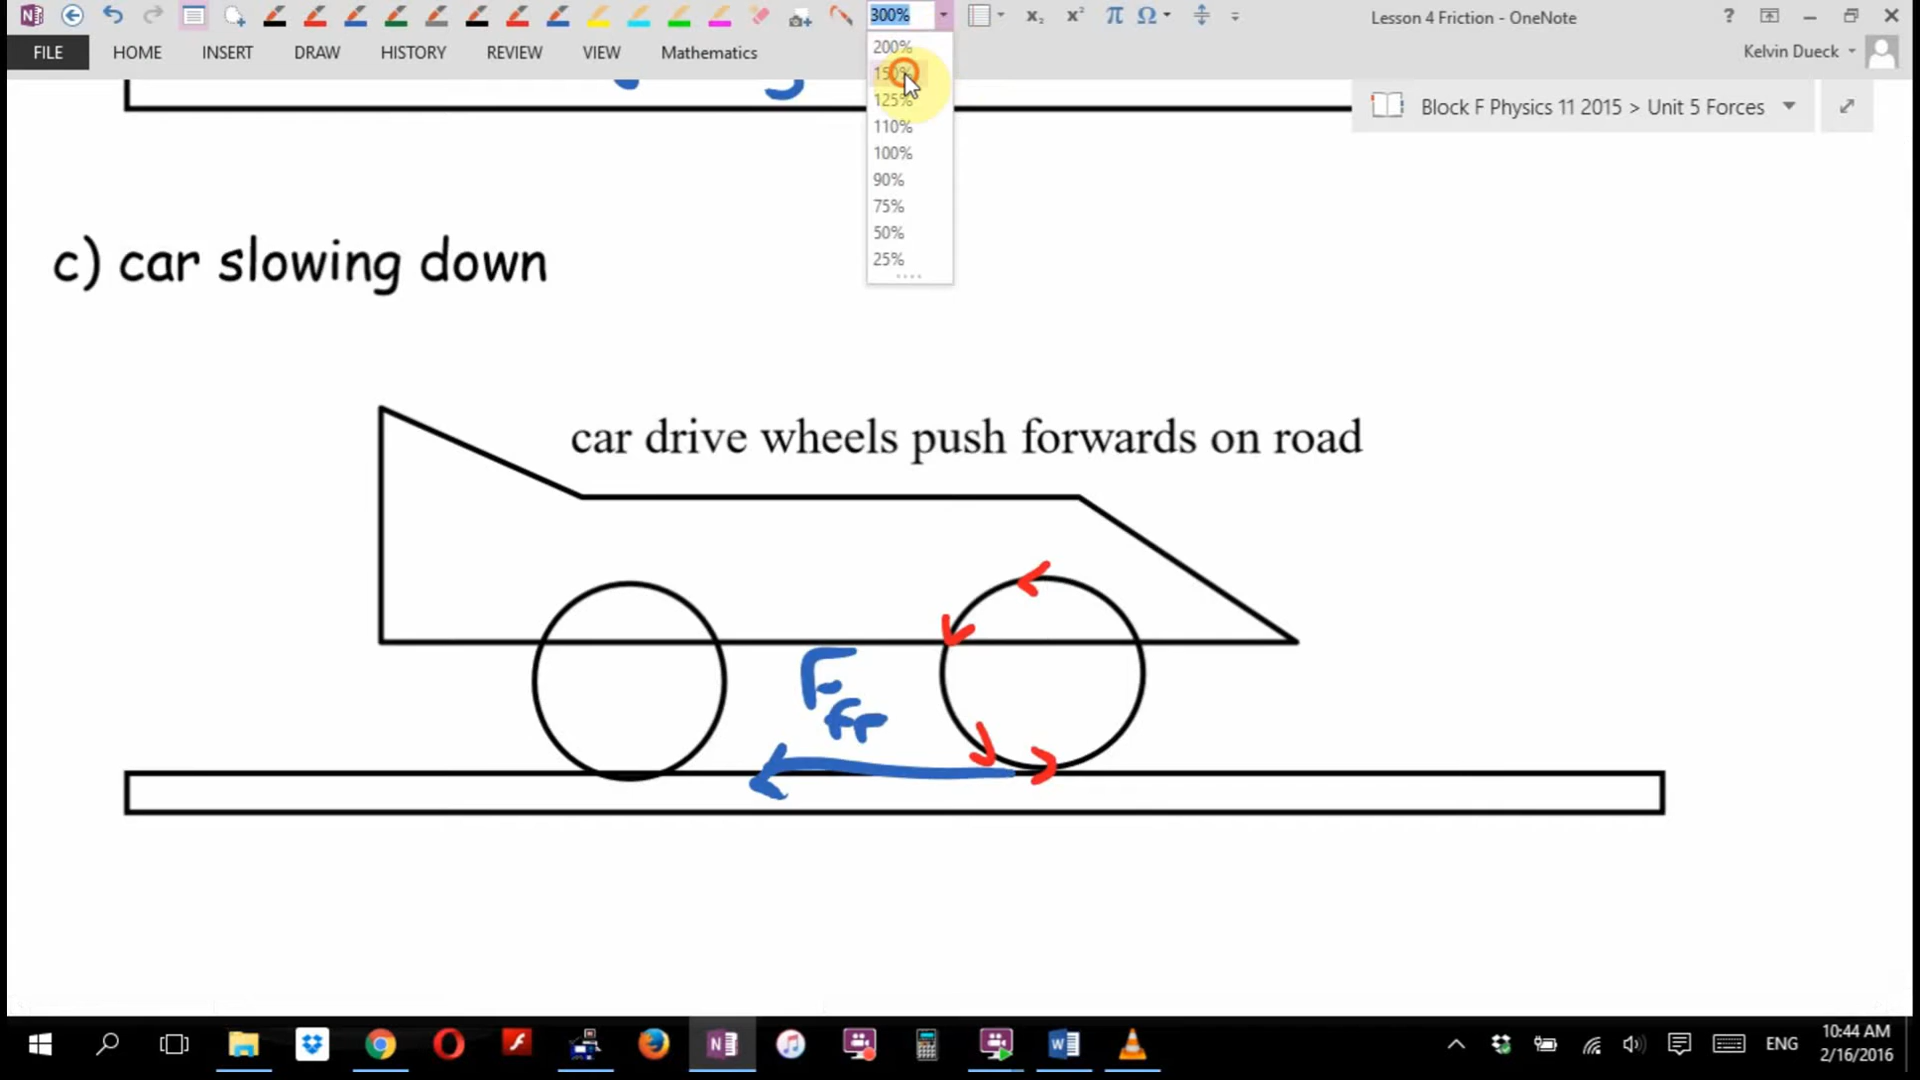 300%
Lesson 4 Friction - OneNote
?
FILE HOME INSERT DRAW HISTORY REVIEW VIEW Mathematics
Kelvin Dueck
200%
150%
125%
110%
100%
90%
75%
50%
25%
Block F Physics 11 2015 > Unit 5 Forces
c) car slowing down
car drive wheels push forwards on road
Ffr
ENG
10:44 AM
2/16/2016